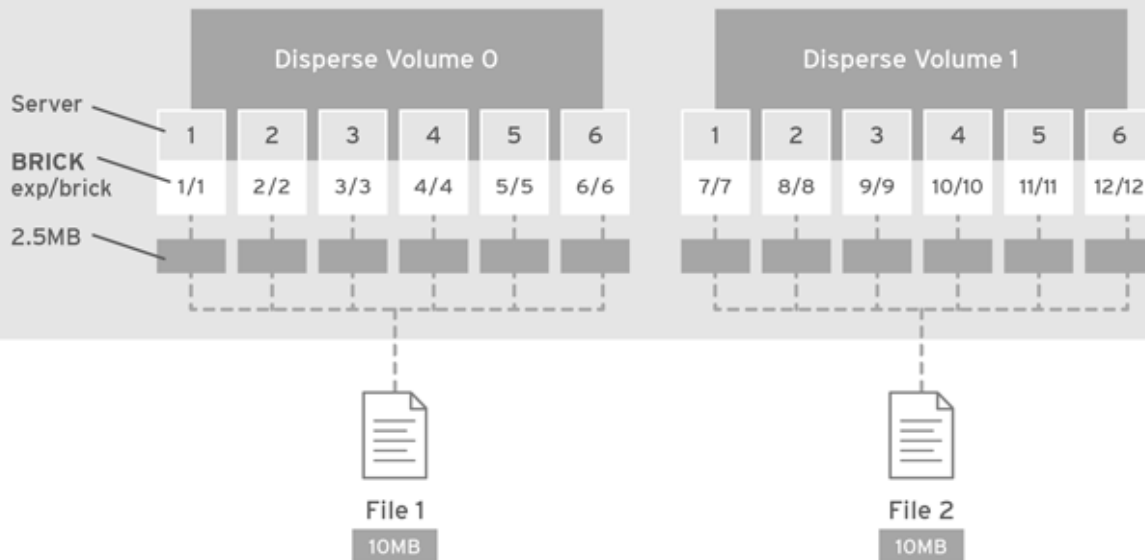 Disperse Volume 0
Disperse Volume 1
Server
1 2 3 4 5 6
1 2 3 4 5 6
BRICK
exp/brick
1/1 2/2 3/3 4/4 5/5 6/6
7/7 8/8 9/9 10/10 11/11 12/12
2.5MB
File 1
10MB
File 2
10MB